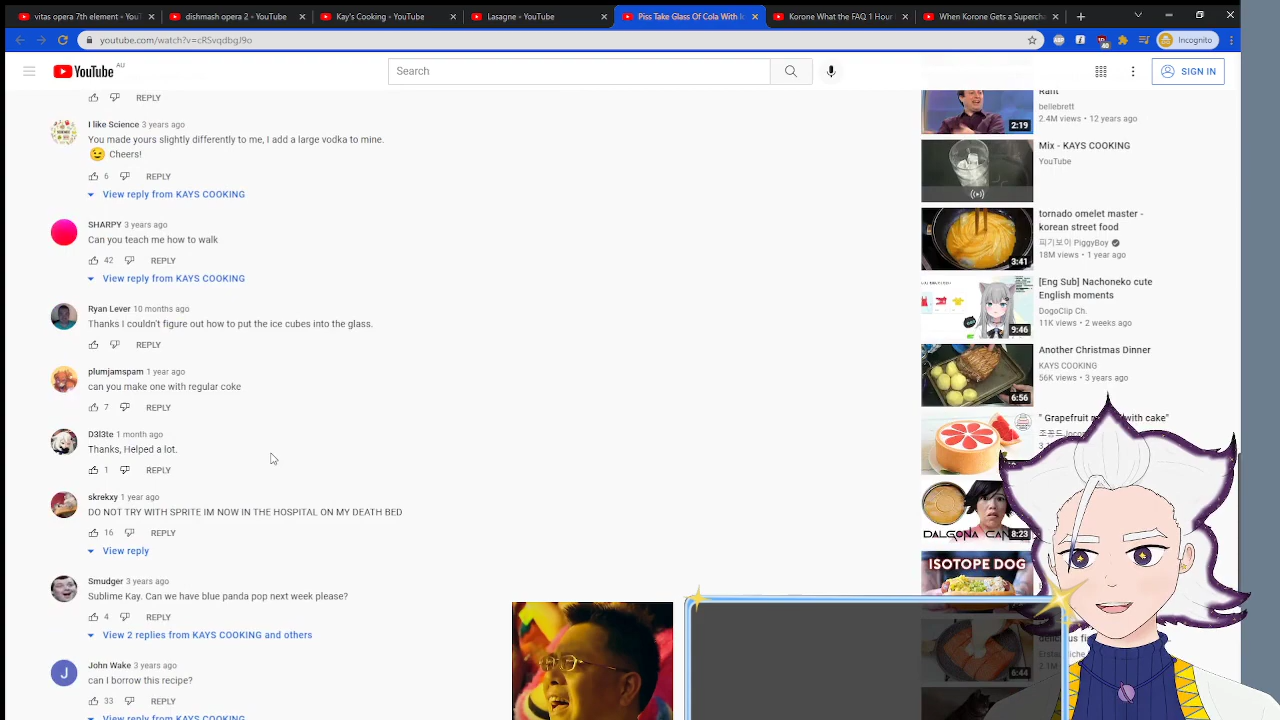 vitas opera 7th element - YouT
dishmash opera 2 - YouTube
Kay's Cooking - YouTube
Lasagne - YouTube
Piss Take Glass Of Cola With I
Korone What the FAQ 1 Hour
When Korone Gets a Supercha
youtube.com/watch?v=cRSvqdbgJ9o
ABP
40
Incognito
YouTube AU
Search
SIGN IN
REPLY
I like Science 3 years ago
You made yours slightly differently to me, I add a large vodka to mine.
😉 Cheers!
6 REPLY
View reply from KAYS COOKING
SHARPY 3 years ago
Can you teach me how to walk
42 REPLY
View reply from KAYS COOKING
Ryan Lever 10 months ago
Thanks I couldn't figure out how to put the ice cubes into the glass.
REPLY
plumjamspam 1 year ago
can you make one with regular coke
7 REPLY
D3l3te 1 month ago
Thanks, Helped a lot.
1 REPLY
skrekxv 1 year ago
DO NOT TRY WITH SPRITE IM NOW IN THE HOSPITAL ON MY DEATH BED
16 REPLY
View reply
Smudger 3 years ago
Sublime Kay. Can we have blue panda pop next week please?
4 REPLY
View 2 replies from KAYS COOKING and others
John Wake 3 years ago
can I borrow this recipe?
33 REPLY
View reply from KAYS COOKING
J
Rant
bellebrett
2.4M views • 12 years ago
2:19
Mix - KAYS COOKING
YouTube
tornado omelet master -
korean street food
피기보이 PiggyBoy
18M views • 1 year ago
3:41
[Eng Sub] Nachoneko cute
English moments
DogoClip Ch.
11K views • 2 weeks ago
9:46
Another Christmas Dinner
KAYS COOKING
56K views • 3 years ago
6:56
" Grapefruit with cake"
DALGONA CAN
8:23
ISOTOPE DOG
6:44